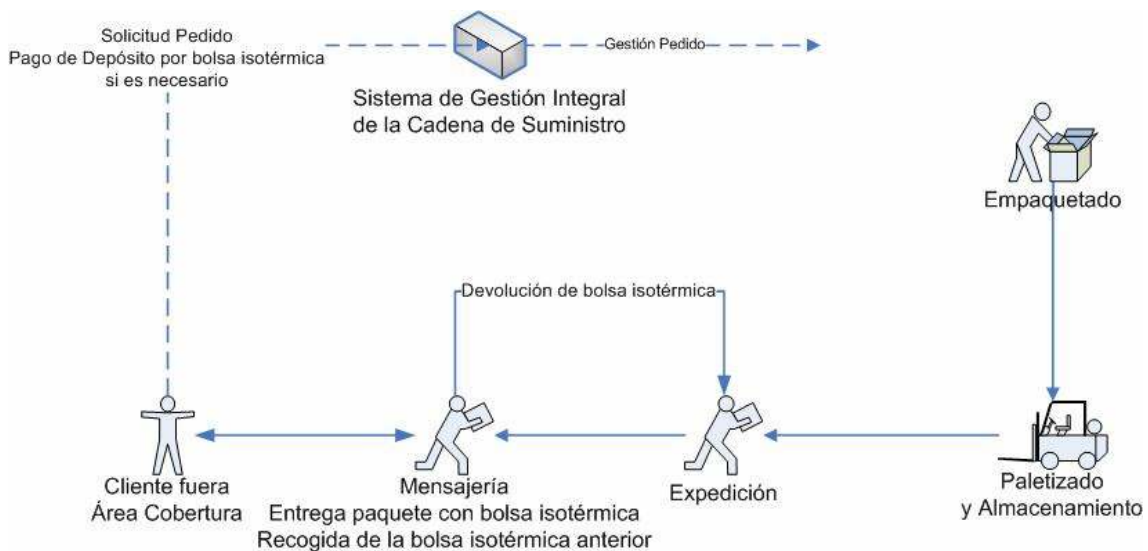 Solicitud Pedido
Pago de Depósito por bolsa isotérmica
si es necesario
Gestión Pedido
Sistema de Gestión Integral
de la Cadena de Suministro
Empaquetado
Devolución de bolsa isotérmica
Cliente fuera
Área Cobertura
Mensajería
Entrega paquete con bolsa isotérmica
Recogida de la bolsa isotérmica anterior
Expedición
Paletizado
y Almacenamiento